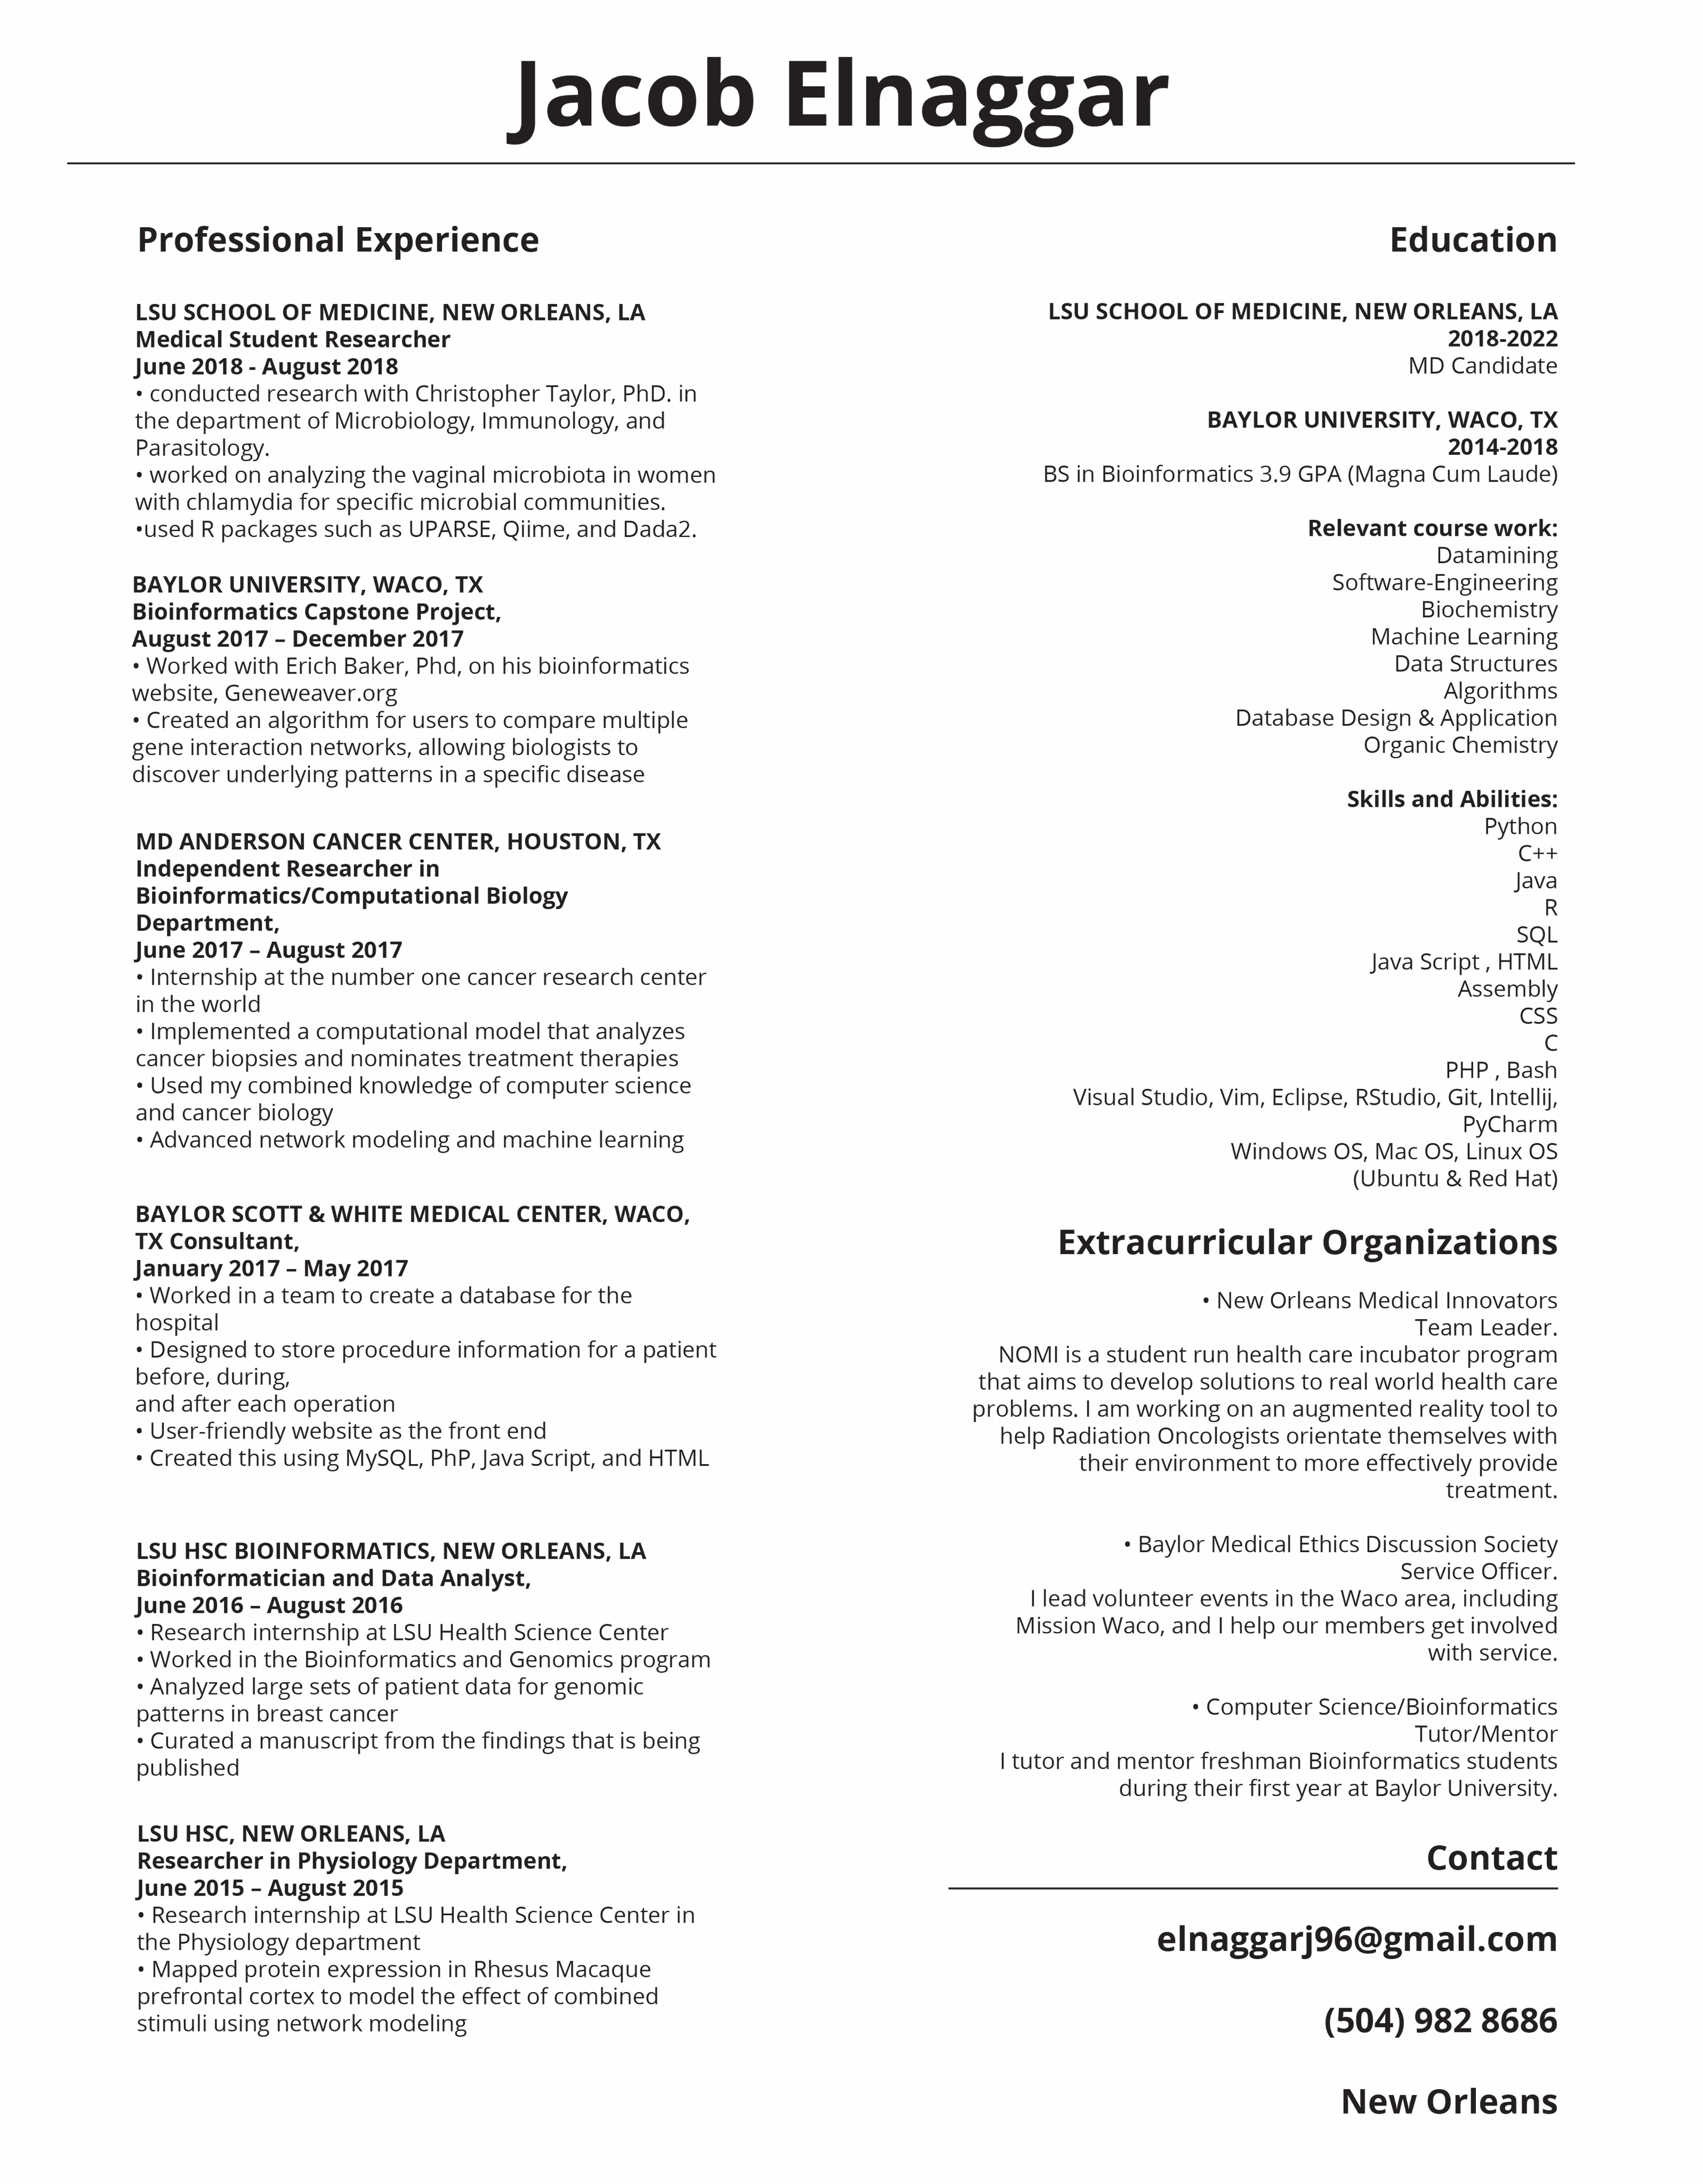 Jacob Elnaggar
Professional Experience
LSU SCHOOL OF MEDICINE, NEW ORLEANS, LA
Medical Student Researcher
June 2018 - August 2018
• conducted research with Christopher Taylor, PhD. in
the department of Microbiology, Immunology, and
Parasitology.
• worked on analyzing the vaginal microbiota in women
with chlamydia for specific microbial communities.
•used R packages such as UPARSE, Qiime, and Dada2.
BAYLOR UNIVERSITY, WACO, TX
Bioinformatics Capstone Project,
August 2017 – December 2017
• Worked with Erich Baker, Phd, on his bioinformatics
website, Geneweaver.org
• Created an algorithm for users to compare multiple
gene interaction networks, allowing biologists to
discover underlying patterns in a specific disease
MD ANDERSON CANCER CENTER, HOUSTON, TX
Independent Researcher in
Bioinformatics/Computational Biology
Department,
June 2017 – August 2017
• Internship at the number one cancer research center
in the world
• Implemented a computational model that analyzes
cancer biopsies and nominates treatment therapies
• Used my combined knowledge of computer science
and cancer biology
• Advanced network modeling and machine learning
BAYLOR SCOTT & WHITE MEDICAL CENTER, WACO,
TX Consultant,
January 2017 – May 2017
• Worked in a team to create a database for the
hospital
• Designed to store procedure information for a patient
before, during,
and after each operation
• User-friendly website as the front end
• Created this using MySQL, PhP, Java Script, and HTML
LSU HSC BIOINFORMATICS, NEW ORLEANS, LA
Bioinformatician and Data Analyst,
June 2016 – August 2016
• Research internship at LSU Health Science Center
• Worked in the Bioinformatics and Genomics program
• Analyzed large sets of patient data for genomic
patterns in breast cancer
• Curated a manuscript from the findings that is being
published
LSU HSC, NEW ORLEANS, LA
Researcher in Physiology Department,
June 2015 – August 2015
• Research internship at LSU Health Science Center in
the Physiology department
• Mapped protein expression in Rhesus Macaque
prefrontal cortex to model the effect of combined
stimuli using network modeling
Education
LSU SCHOOL OF MEDICINE, NEW ORLEANS, LA
2018-2022
MD Candidate
BAYLOR UNIVERSITY, WACO, TX
2014-2018
BS in Bioinformatics 3.9 GPA (Magna Cum Laude)
Relevant course work:
Datamining
Software-Engineering
Biochemistry
Machine Learning
Data Structures
Algorithms
Database Design & Application
Organic Chemistry
Skills and Abilities:
Python
C++
Java
R
SQL
Java Script , HTML
Assembly
CSS
C
PHP , Bash
Visual Studio, Vim, Eclipse, RStudio, Git, Intellij,
PyCharm
Windows OS, Mac OS, Linux OS
(Ubuntu & Red Hat)
Extracurricular Organizations
• New Orleans Medical Innovators
Team Leader.
NOMI is a student run health care incubator program
that aims to develop solutions to real world health care
problems. I am working on an augmented reality tool to
help Radiation Oncologists orientate themselves with
their environment to more effectively provide
treatment.
• Baylor Medical Ethics Discussion Society
Service Officer.
I lead volunteer events in the Waco area, including
Mission Waco, and I help our members get involved
with service.
• Computer Science/Bioinformatics
Tutor/Mentor
I tutor and mentor freshman Bioinformatics students
during their first year at Baylor University.
Contact
elnaggarj96@gmail.com
(504) 982 8686
New Orleans